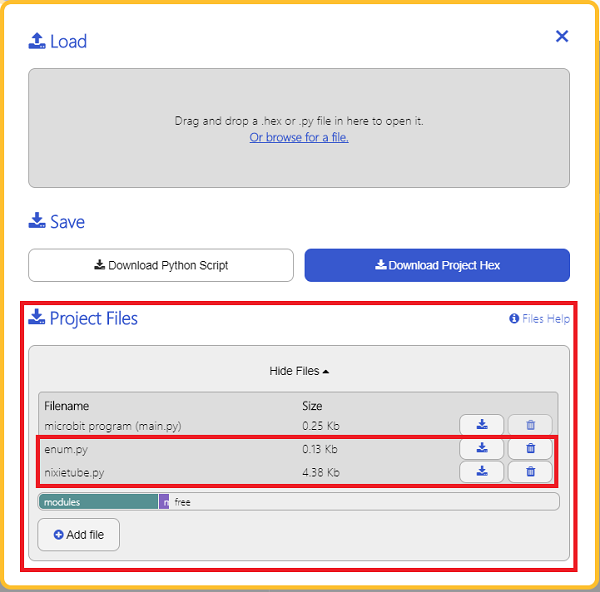 Load
Drag and drop a .hex or .py file in here to open it.
Or browse for a file.
Save
Download Python Script
Download Project Hex
Project Files
Files Help
Hide Files
Filename Size
microbit program (main.py) 0.25 Kb
enum.py 0.13 Kb
nixietube.py 4.38 Kb
modules free
Add file